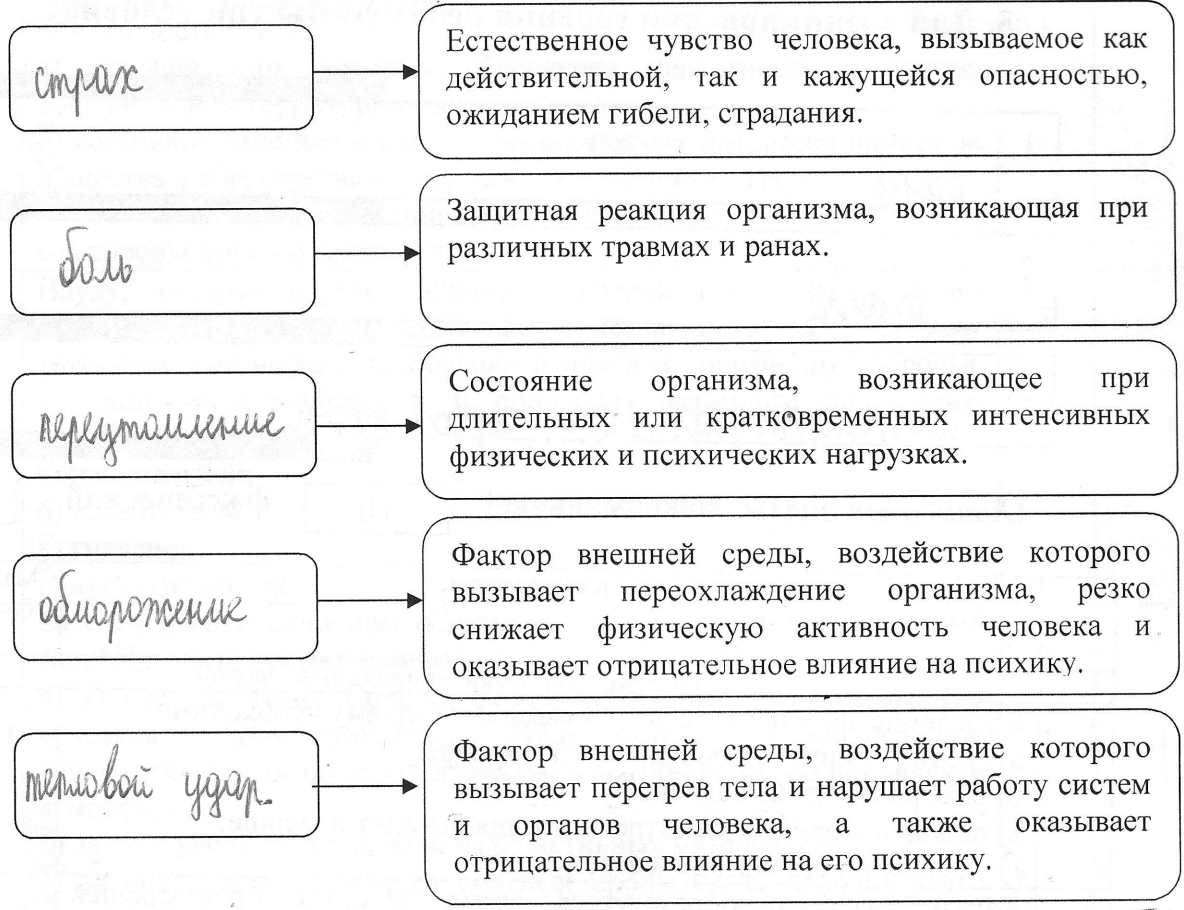 страх
Естественное чувство человека, вызываемое как
действительной, так и кажущейся опасностью,
ожиданием гибели, страдания.
боль
Защитная реакция организма, возникающая при
различных травмах и ранах.
переутомление
Состояние организма, возникающее при
длительных или кратковременных интенсивных
физических и психических нагрузках.
обморожение
Фактор внешней среды, воздействие которого
вызывает переохлаждение организма, резко
снижает физическую активность человека и
оказывает отрицательное влияние на психику.
тепловой удар.
Фактор внешней среды, воздействие которого
вызывает перегрев тела и нарушает работу систем
и органов человека, а также оказывает
отрицательное влияние на его психику.